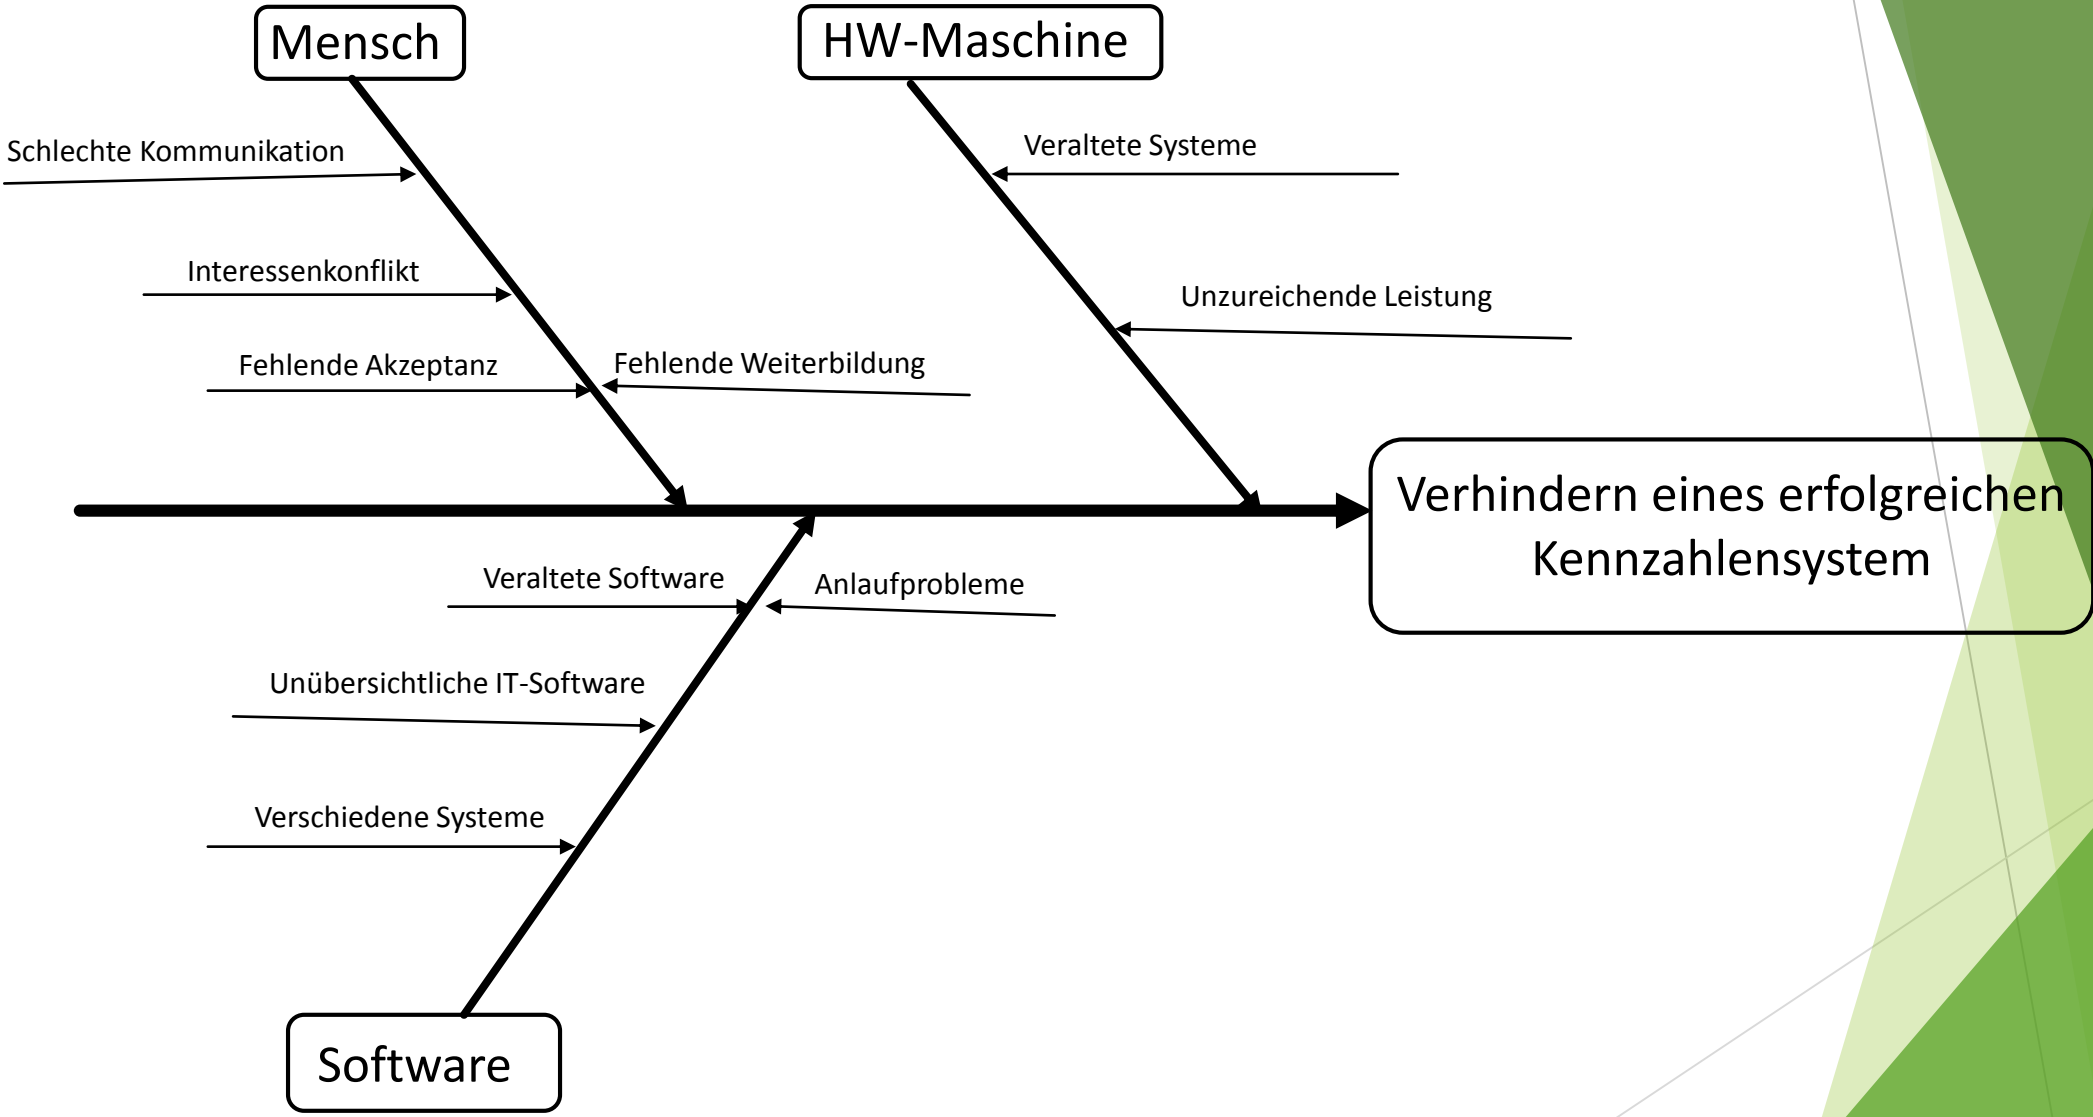 Mensch
HW-Maschine
Schlechte Kommunikation
Veraltete Systeme
Interessenkonflikt
Unzureichende Leistung
Fehlende Akzeptanz
Fehlende Weiterbildung
Verhindern eines erfolgreichen
Kennzahlensystem
Veraltete Software
Anlaufprobleme
Unübersichtliche IT-Software
Verschiedene Systeme
Software